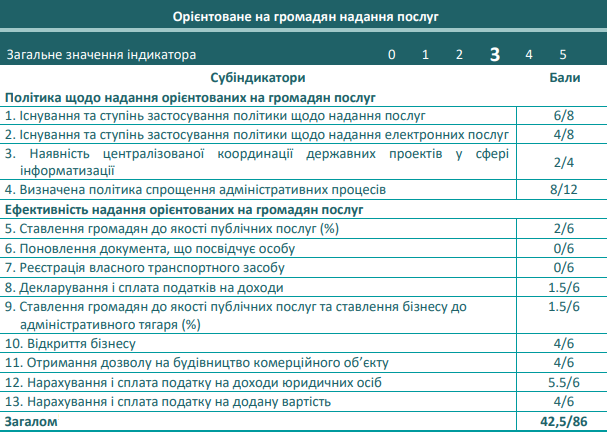 Орієнтоване на громадян надання послуг
Загальне значення індикатора 0 1 2 3 4 5
Субіндикатори Бали
Політика щодо надання орієнтованих на громадян послуг
1. Існування та ступінь застосування політики щодо надання послуг 6/8
2. Існування та ступінь застосування політики щодо надання електронних послуг 4/8
3. Наявність централізованої координації державних проектів у сфері
інформатизації 2/4
4. Визначена політика спрощення адміністративних процесів 8/12
Ефективність надання орієнтованих на громадян послуг
5. Ставлення громадян до якості публічних послуг (%) 2/6
6. Поновлення документа, що посвідчує особу 0/6
7. Реєстрація власного транспортного засобу 0/6
8. Декларування і сплата податків на доходи 1.5/6
9. Ставлення громадян до якості публічних послуг та ставлення бізнесу до 1.5/6
адміністративного тягаря (%)
10. Відкриття бізнесу 4/6
11. Отримання дозволу на будівництво комерційного об’єкту 4/6
12. Нарахування і сплата податку на доходи юридичних осіб 5.5/6
13. Нарахування і сплата податку на додану вартість 4/6
Загалом 42,5/86